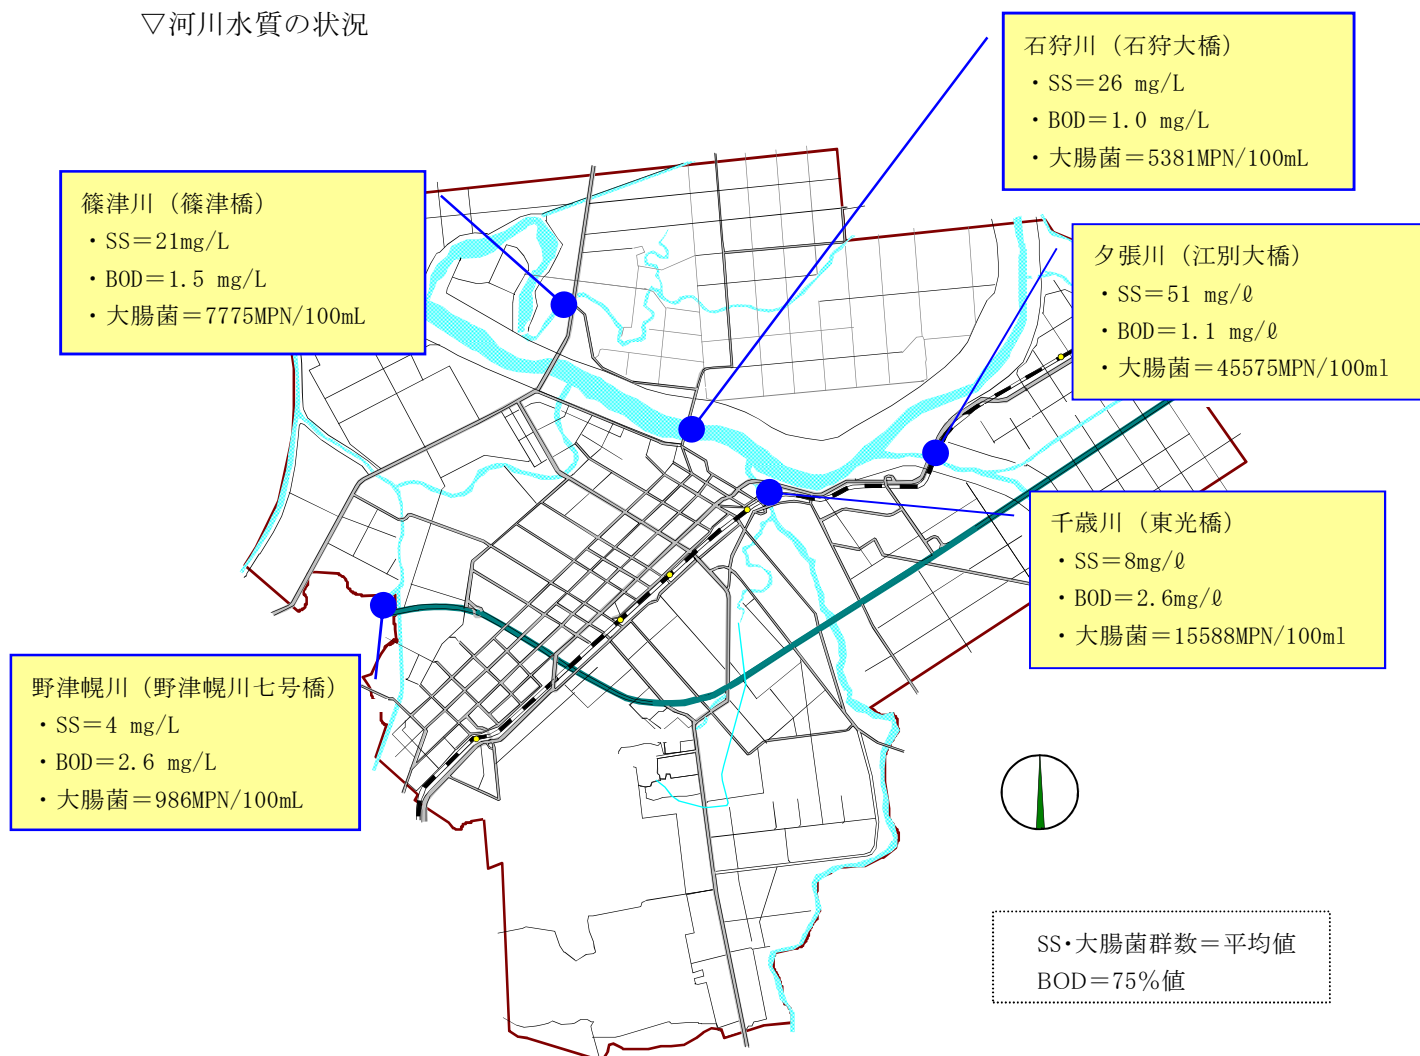 ▽河川水質の状況
石狩川（石狩大橋）
・SS＝26 mg/L
・BOD＝1.0 mg/L
・大腸菌＝5381MPN/100mL
篠津川（篠津橋）
・SS＝21mg/L
・BOD＝1.5 mg/L
・大腸菌＝7775MPN/100mL
夕張川（江別大橋）
・SS＝51 mg/ℓ
・BOD＝1.1 mg/ℓ
・大腸菌＝45575MPN/100ml
千歳川（東光橋）
・SS＝8mg/ℓ
・BOD＝2.6mg/ℓ
・大腸菌＝15588MPN/100ml
野津幌川（野津幌川七号橋）
・SS＝4 mg/L
・BOD＝2.6 mg/L
・大腸菌＝986MPN/100mL
SS・大腸菌群数＝平均値
BOD＝75%値